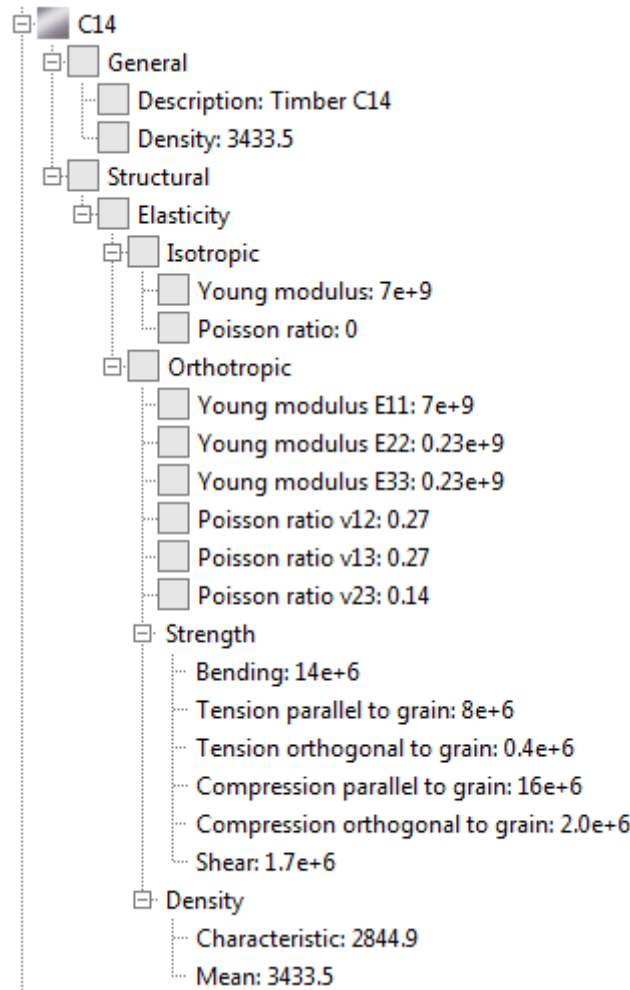 C14
General
Description: Timber C14
Density: 3433.5
Structural
Elasticity
Isotropic
Young modulus: 7e+9
Poisson ratio: 0
Orthotropic
Young modulus E11: 7e+9
Young modulus E22: 0.23e+9
Young modulus E33: 0.23e+9
Poisson ratio v12: 0.27
Poisson ratio v13: 0.27
Poisson ratio v23: 0.14
Strength
Bending: 14e+6
Tension parallel to grain: 8e+6
Tension orthogonal to grain: 0.4e+6
Compression parallel to grain: 16e+6
Compression orthogonal to grain: 2.0e+6
Shear: 1.7e+6
Density
Characteristic: 2844.9
Mean: 3433.5